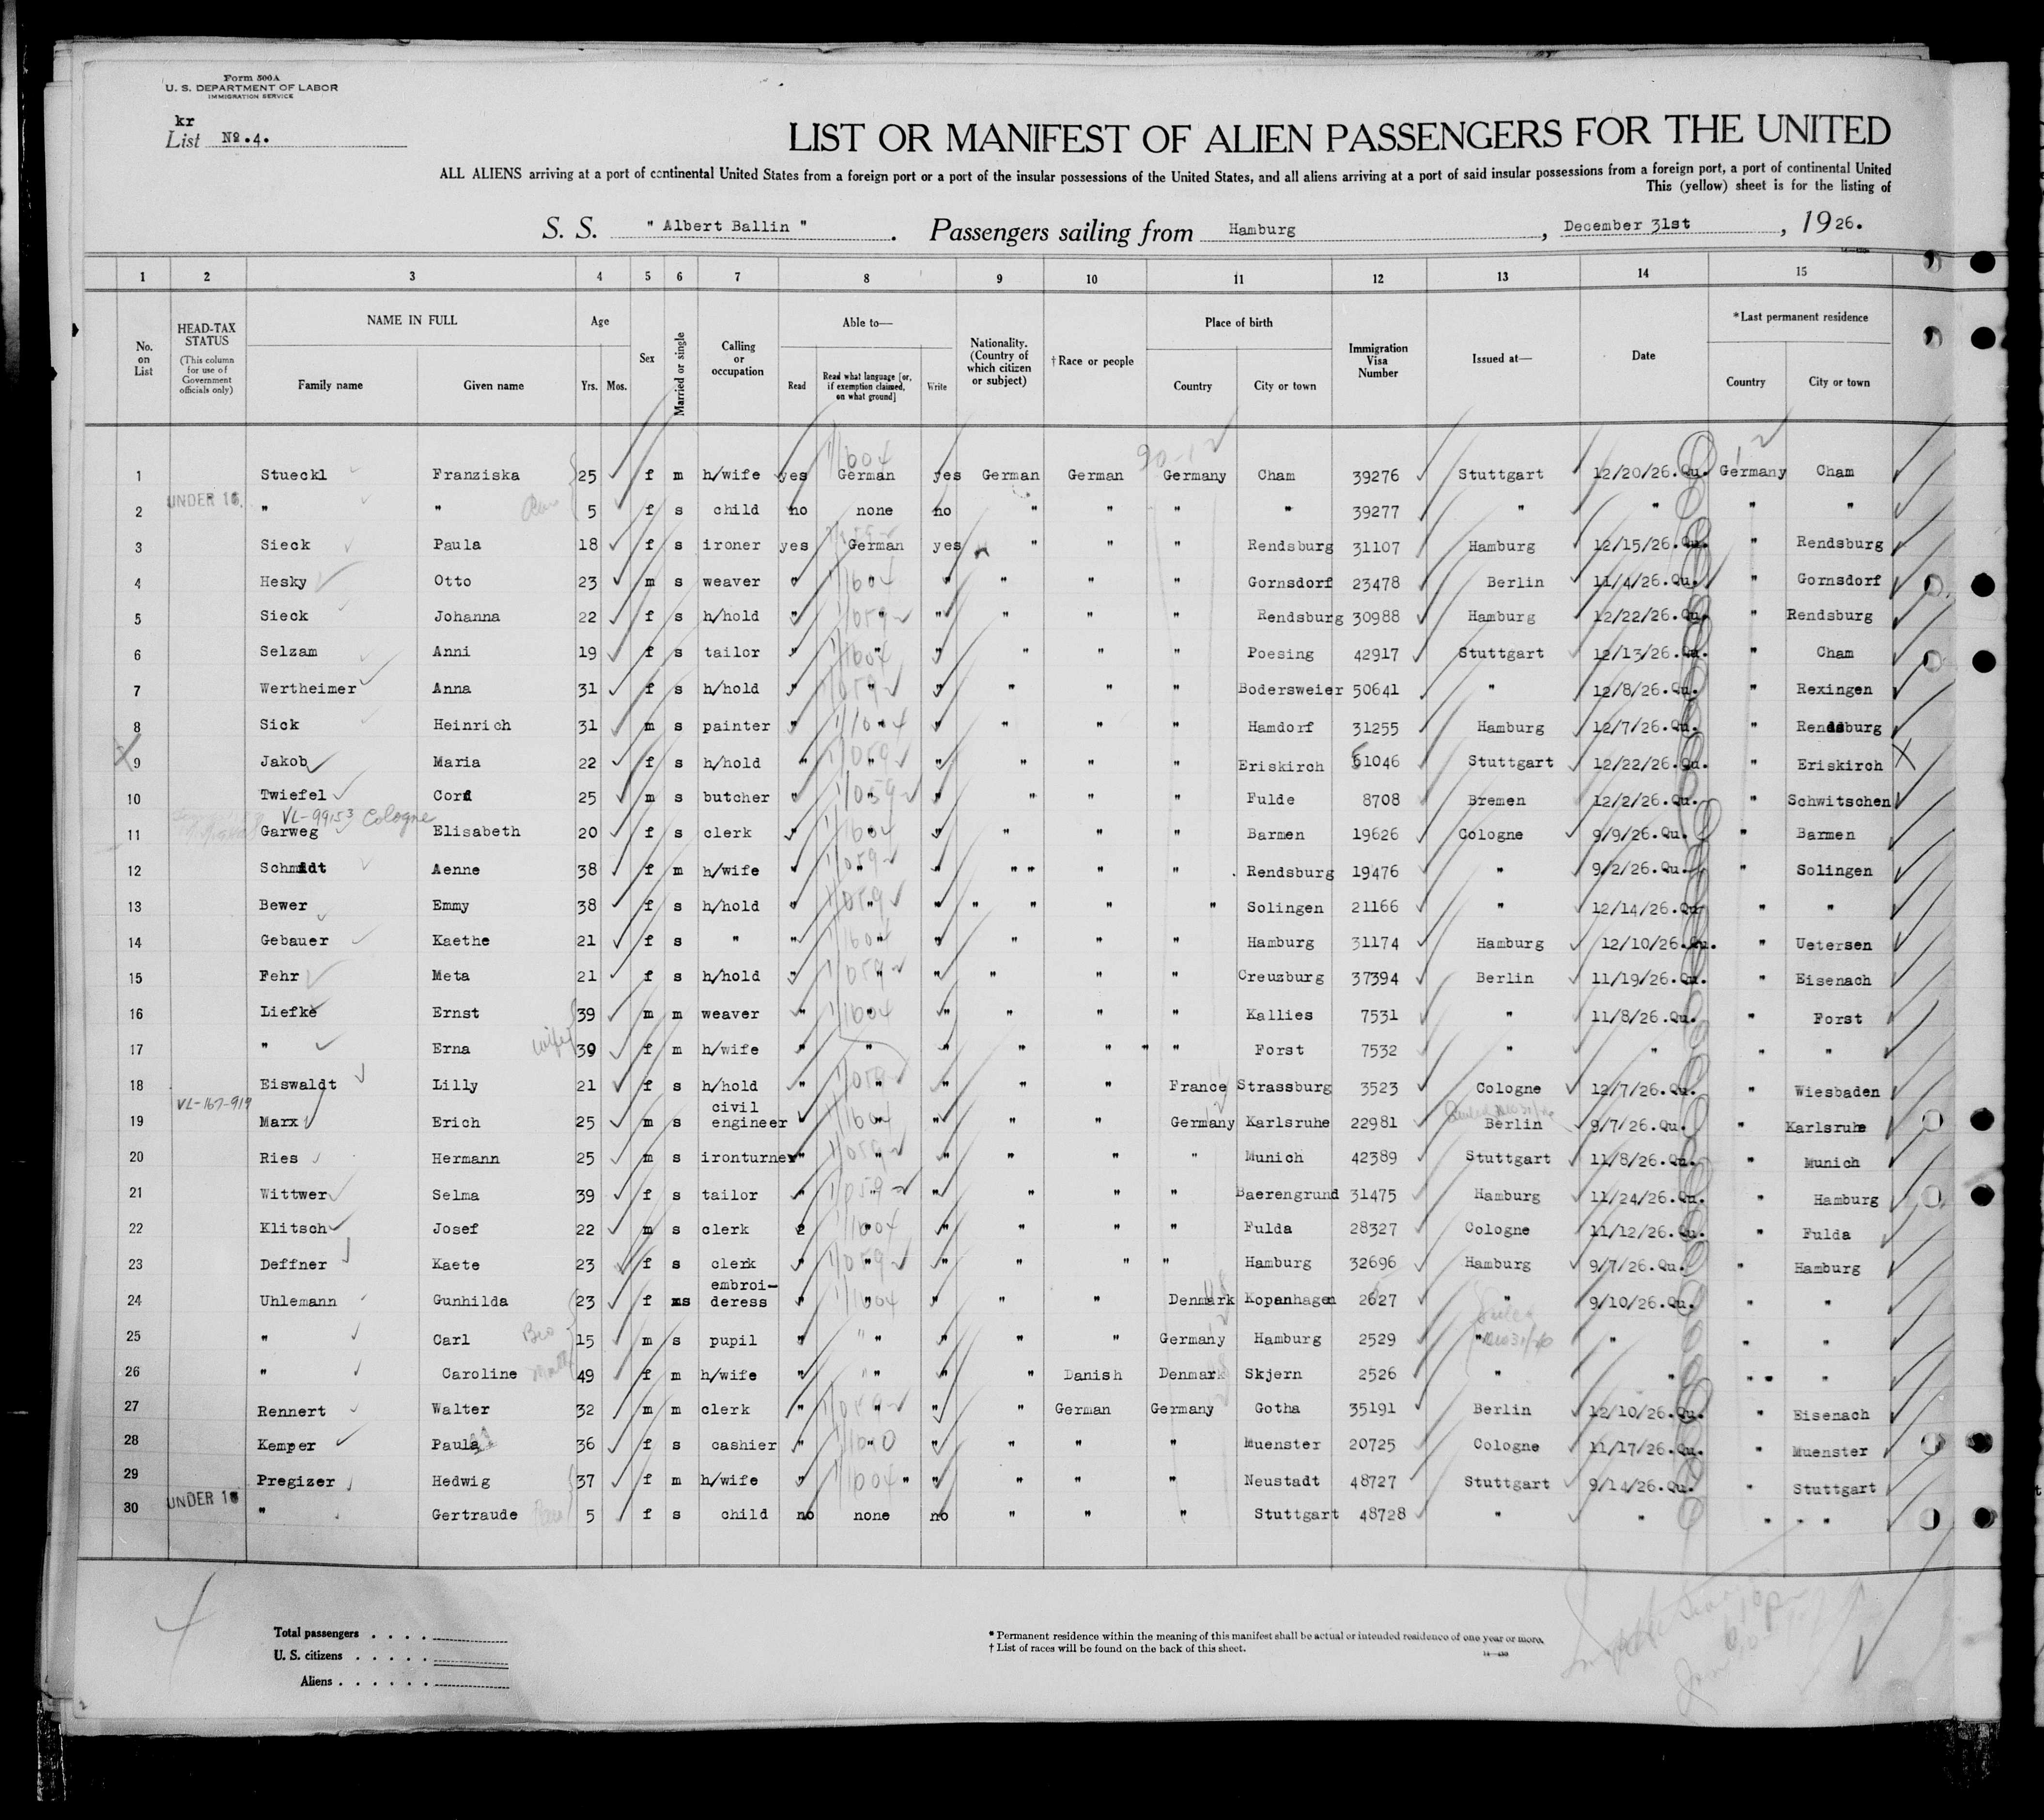 Form 500 A
U. S. DEPARTMENT OF LABOR
IMMIGRATION SERVICE
kr
List No. 4.
LIST OR MANIFEST OF ALIEN PASSENGERS FOR THE UNITED
ALL ALIENS arriving at a port of continental United States from a foreign port or a port of the insular possessions of the United States, and all aliens arriving at a port of said insular possessions from a foreign port, a port of continental United
This (yellow) sheet is for the listing of
S. S. " Albert Ballin " . Passengers sailing from Hamburg , December 31st , 1926.
1 2 3 4 5 6 7 8 9 10 11 12 13 14 15
No. on List
HEAD-TAX STATUS (This column for use of Government officials only)
NAME IN FULL
Family name Given name
Age
Yrs. Mos.
Sex
Married or single
Calling or occupation
Able to—
Read Read what language [or, if exemption claimed, on what ground] Write
Nationality. (Country of which citizen or subject)
† Race or people
Place of birth
Country City or town
Immigration Visa Number
Issued at—
Date
*Last permanent residence
Country City or town
1 Stueckl Franziska 25 f m h/wife yes German yes German German Germany Cham 39276 Stuttgart 12/20/26.Qu. Germany Cham
UNDER 16.
2 " " 5 f s child no none no " " " " 39277 " " " "
3 Sieck Paula 18 f s ironer yes German yes " " " Rendsburg 31107 Hamburg 12/15/26.Qu. " Rendsburg
4 Hesky Otto 23 m s weaver " " " " " " Gornsdorf 23478 Berlin 11/4/26.Qu. " Gornsdorf
5 Sieck Johanna 22 f s h/hold " " " " " " Rendsburg 30988 Hamburg 12/22/26.Qu. " Rendsburg
6 Selzam Anni 19 f s tailor " " " " " " Poesing 42917 Stuttgart 12/13/26.Qu. " Cham
7 Wertheimer Anna 31 f s h/hold " " " " " " Bodersweier 50641 " 12/8/26.Qu. " Rexingen
8 Sick Heinrich 31 m s painter " " " " " " Hamdorf 31255 Hamburg 12/7/26.Qu. " Rendsburg
9 Jakob Maria 22 f s h/hold " " " " " " Eriskirch 51046 Stuttgart 12/22/26.Qu. " Eriskirch
10 Twiefel Cord 25 m s butcher " " " " " " Fulde 8708 Bremen 12/2/26.Qu. " Schwitschen
VL-99153 Cologne
11 Garweg Elisabeth 20 f s clerk " " " " " " Barmen 19626 Cologne 9/9/26.Qu. " Barmen
12 Schmidt Aenne 38 f m h/wife " " " " " " " Rendsburg 19476 " 9/2/26.Qu. " Solingen
13 Bewer Emmy 38 f s h/hold " " " " " " " Solingen 21166 " 12/14/26.Qu " "
14 Gebauer Kaethe 21 f s " " " " " " " Hamburg 31174 Hamburg 12/10/26.Qu. " Uetersen
15 Fehr Meta 21 f s h/hold " " " " " " Creuzburg 37394 Berlin 11/19/26.Qu. " Eisenach
16 Liefke Ernst 39 m m weaver " " " " " " Kallies 7531 " 11/8/26.Qu. " Forst
17 " Erna wife 39 f m h/wife " " " " " " " Forst 7532 " " " "
18 Eiswaldt Lilly 21 f s h/hold " " " " " France Strassburg 3523 Cologne 12/7/26.Qu. " Wiesbaden
VL-167-919
19 Marx Erich 25 m s civil engineer " " " " " Germany Karlsruhe 22981 Berlin 9/7/26.Qu. " Karlsruhe
20 Ries Hermann 25 m s ironturner " " " " " " Munich 42389 Stuttgart 11/8/26.Qu. " Munich
21 Wittwer Selma 39 f s tailor " " " " " " Baerengrund 31475 Hamburg 11/24/26.Qu. " Hamburg
22 Klitsch Josef 22 m s clerk 2 " " " " " Fulda 28327 Cologne 11/12/26.Qu. " Fulda
23 Deffner Kaete 23 f s clerk " " " " " " Hamburg 32696 Hamburg 9/7/26.Qu. " Hamburg
24 Uhlemann Gunhilda 23 f s embroi-deress " " " " " Denmark Kopenhagen 2627 " 9/10/26.Qu. " "
25 " Carl Bro 15 m s pupil " " " " " Germany Hamburg 2529 " " " "
26 " Caroline 49 f m h/wife " " " " Danish Denmark Skjern 2526 " " " "
27 Rennert Walter 32 m m clerk " " " " German Germany Gotha 35191 Berlin 12/10/26.Qu. " Eisenach
28 Kemper Paula 36 f s cashier " " " " " " Muenster 20725 Cologne 11/17/26.Qu. " Muenster
29 Pregizer Hedwig 37 f m h/wife " " " " " " Neustadt 48727 Stuttgart 9/14/26.Qu. " Stuttgart
UNDER 16
30 " Gertraude 5 f s child no none no " " " Stuttgart 48728 " " " "
Total passengers . . . .
U. S. citizens . . . . .
Aliens . . . . . .
* Permanent residence within the meaning of this manifest shall be actual or intended residence of one year or more.
† List of races will be found on the back of this sheet.